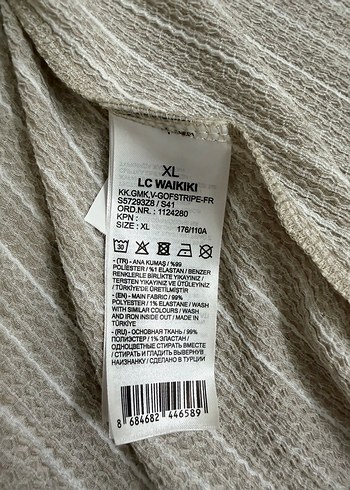 XL
LC WAIKIKI
KK.GMK,V-GOFSTRIPE-FR
S57293Z8 / S41
ORD.NR. : 1124280
KPN :
SIZE : XL 176/110A
30
- (TR) - ANA KUMAŞ / %99
POLİESTER / %1 ELASTAN / BENZER
RENKLERLE BİRLİKTE YIKAYINIZ /
TERSTEN YIKAYINIZ VE ÜTÜLEYİNİZ
/ TÜRKİYE'DE ÜRETİLMİŞTİR
- (EN) - MAIN FABRIC / 99%
POLYESTER / 1% ELASTANE / WASH
WITH SIMILAR COLOURS / WASH
AND IRON INSIDE OUT / MADE IN
TÜRKİYE
- (RU) - ОСНОВНАЯ ТКАНЬ / 99%
ПОЛИЭСТЕР / 1% ЭЛАСТАН /
ОДНОЦВЕТНЫЕ СТИРАТЬ ВМЕСТЕ
/ СТИРАТЬ И ГЛАДИТЬ ВЫВЕРНУВ
НАИЗНАНКУ / СДЕЛАНО В ТУРЦИИ
8 684682 446589